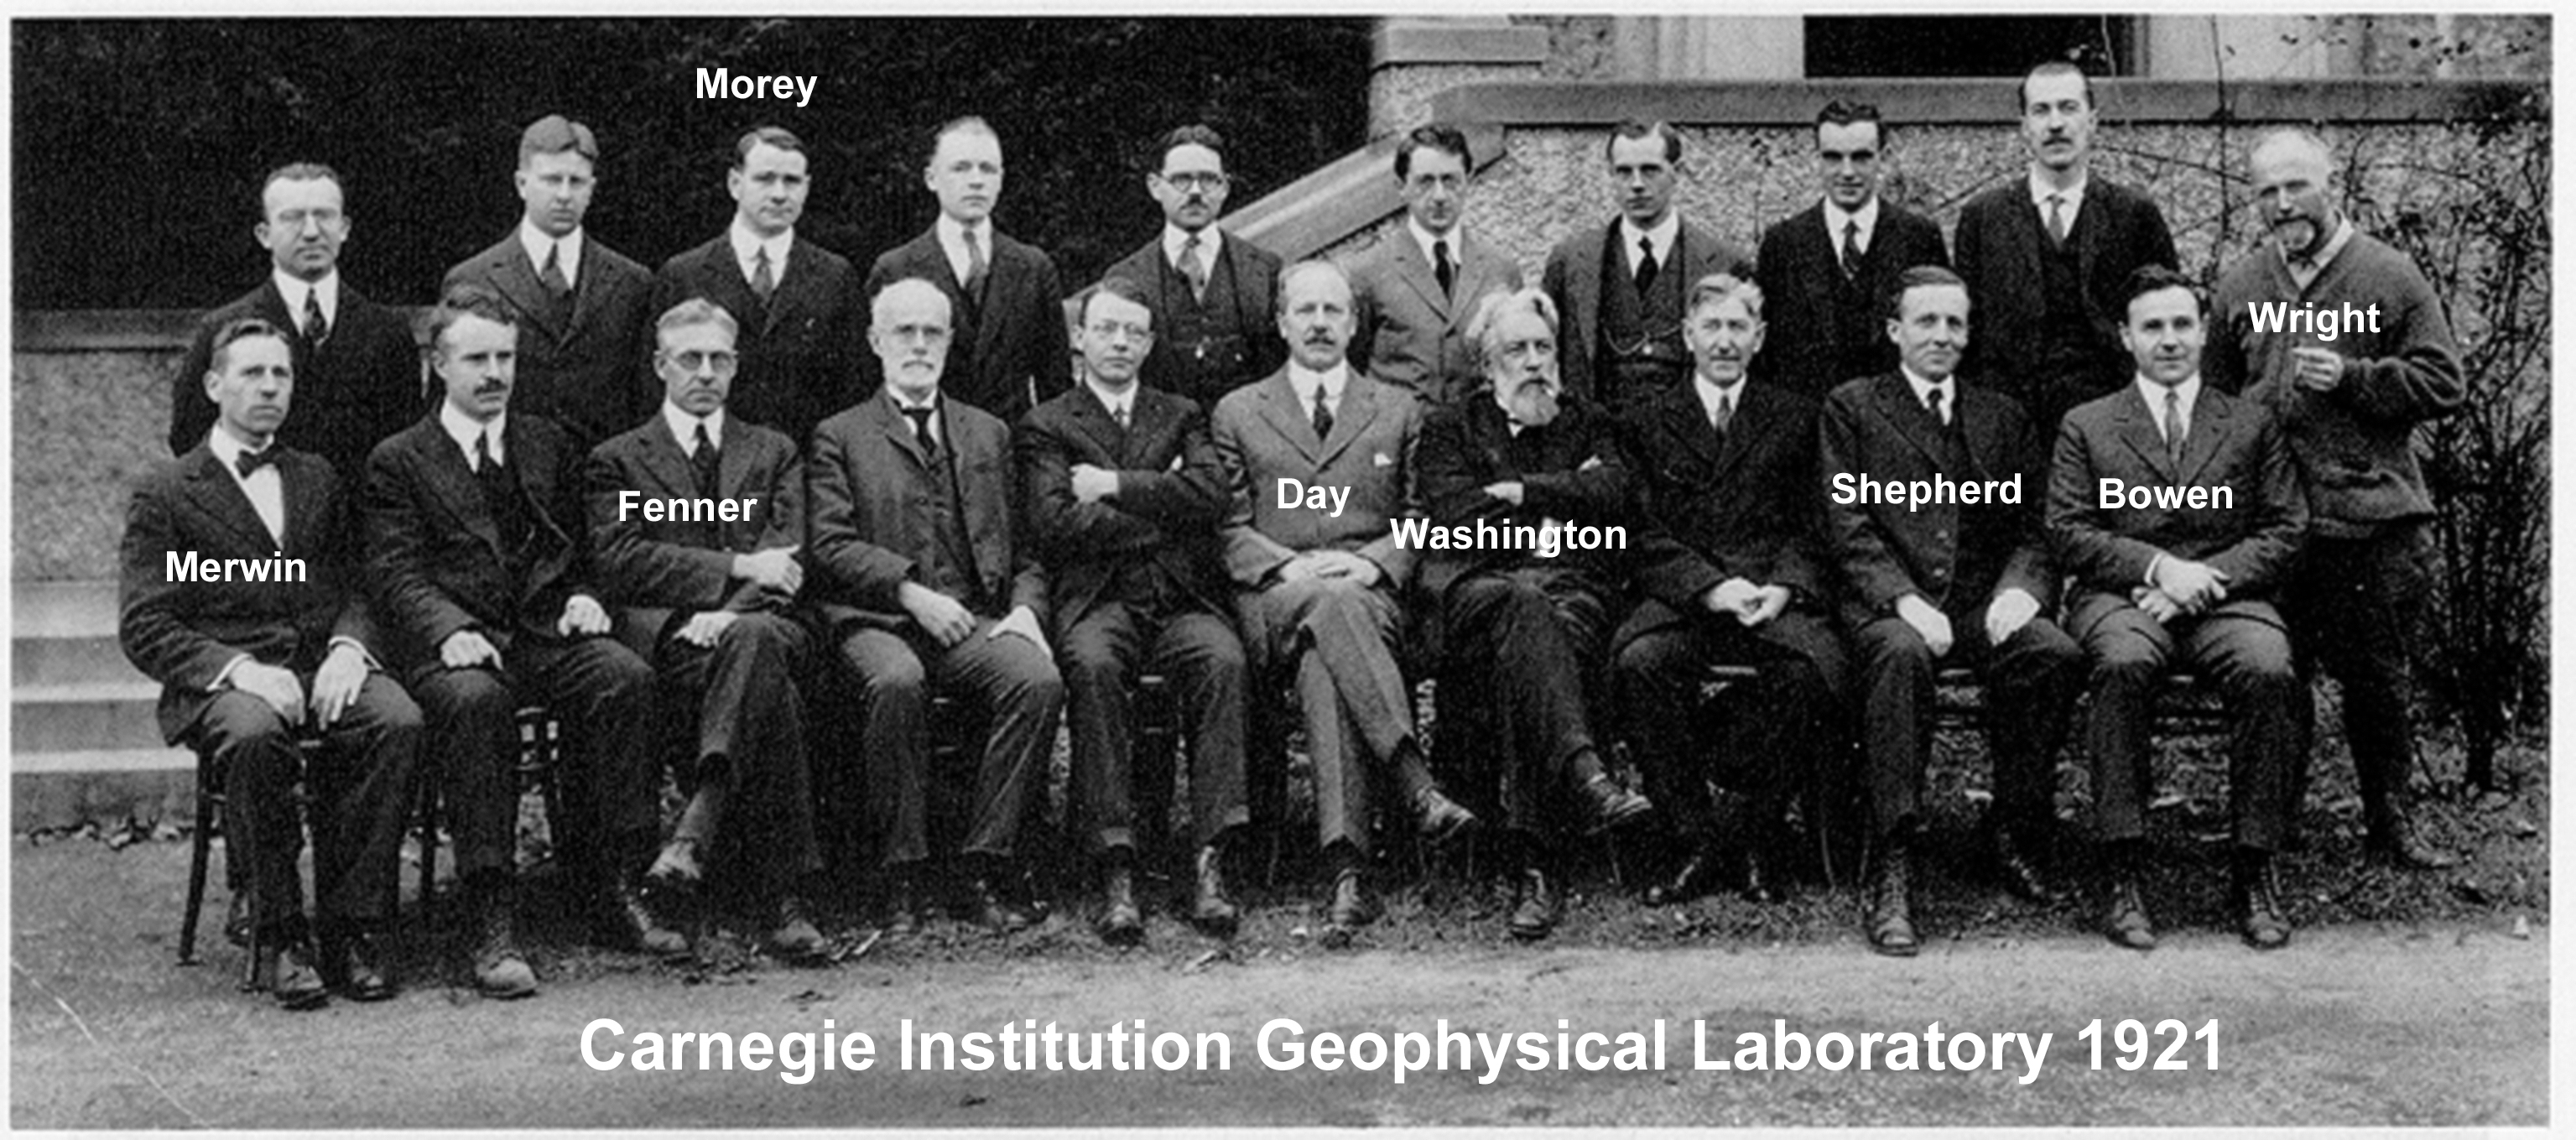 Morey
Wright
Fenner
Day
Shepherd
Bowen
Washington
Merwin
Carnegie Institution Geophysical Laboratory 1921